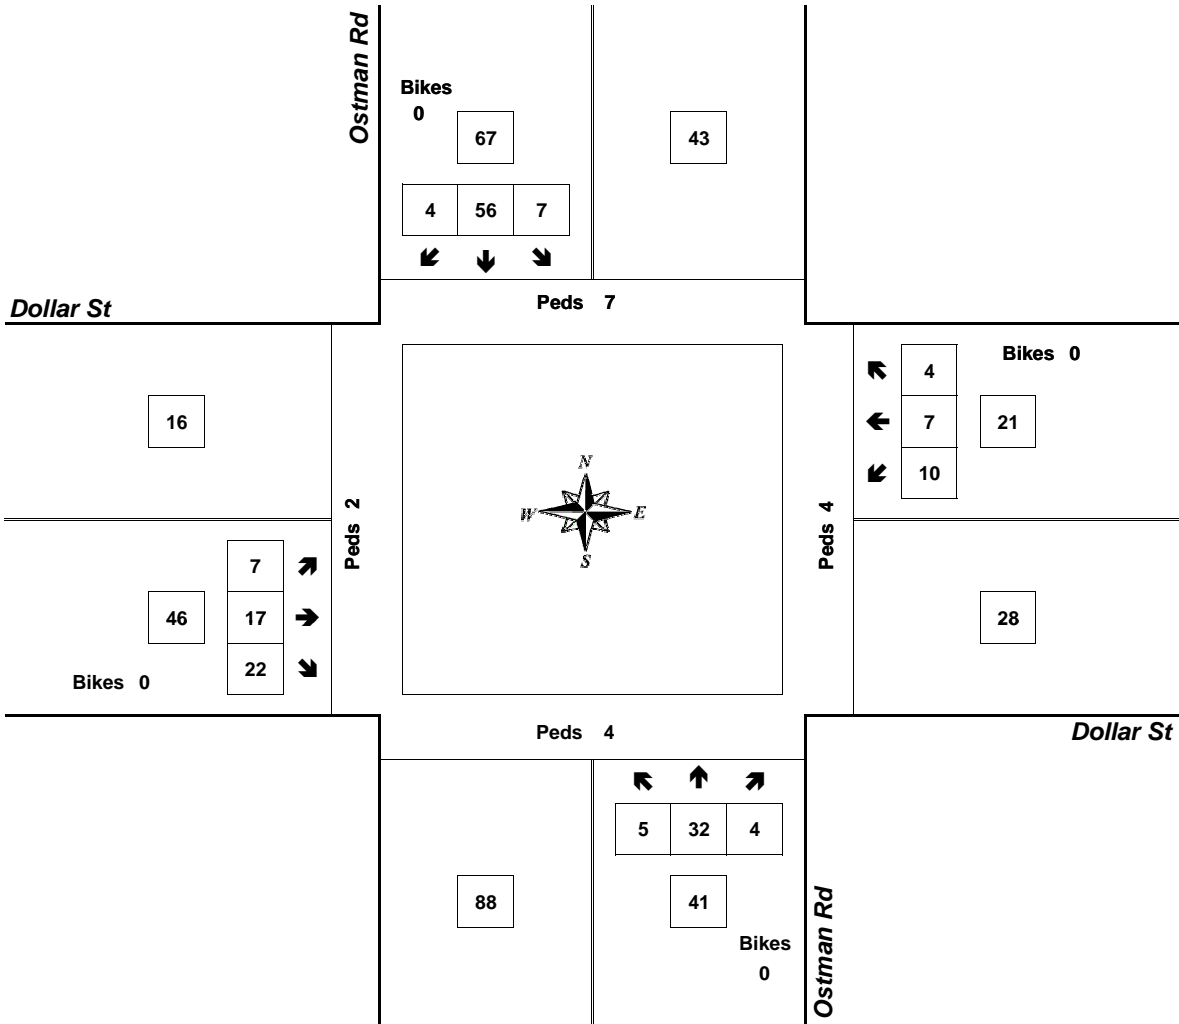 Ostman Rd
Bikes
0
67
43
4 56 7
Peds 7
Dollar St
Bikes 0
4
16
7 21
10
N
W E
S
Peds 2
Peds 4
7
46 17
28
22
Bikes 0
Peds 4
Dollar St
5 32 4
88
41
Bikes
0
Ostman Rd